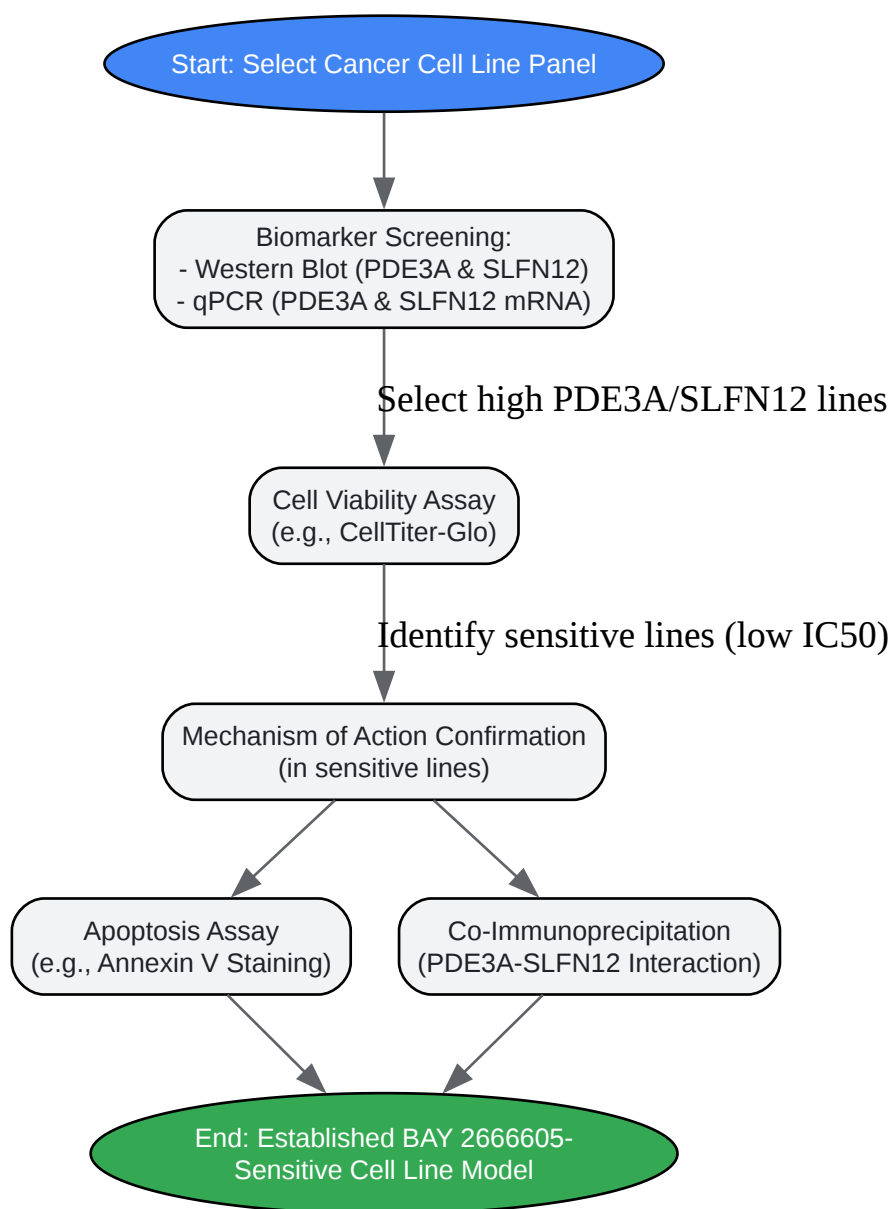 Start: Select Cancer Cell Line Panel
Biomarker Screening:
- Western Blot (PDE3A & SLFN12)
- qPCR (PDE3A & SLFN12 mRNA)
Select high PDE3A/SLFN12 lines
Cell Viability Assay
(e.g., CellTiter-Glo)
Identify sensitive lines (low IC50)
Mechanism of Action Confirmation
(in sensitive lines)
Apoptosis Assay
(e.g., Annexin V Staining)
Co-Immunoprecipitation
(PDE3A-SLFN12 Interaction)
End: Established BAY 2666605-
Sensitive Cell Line Model